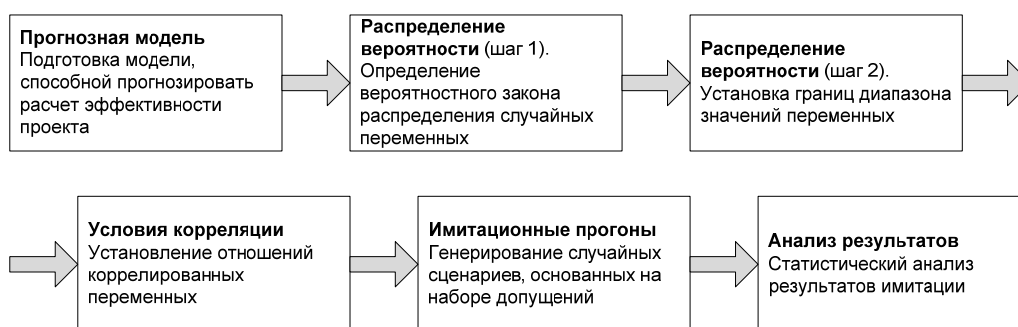 Прогнозная модель
Подготовка модели,
способной прогнозировать
расчет эффективности
проекта
Распределение
вероятности (шаг 1).
Определение
вероятностного закона
распределения случайных
переменных
Распределение
вероятности (шаг 2).
Установка границ диапазона
значений переменных
Условия корреляции
Установление отношений
коррелированных
переменных
Имитационные прогоны
Генерирование случайных
сценариев, основанных на
наборе допущений
Анализ результатов
Статистический анализ
результатов имитации